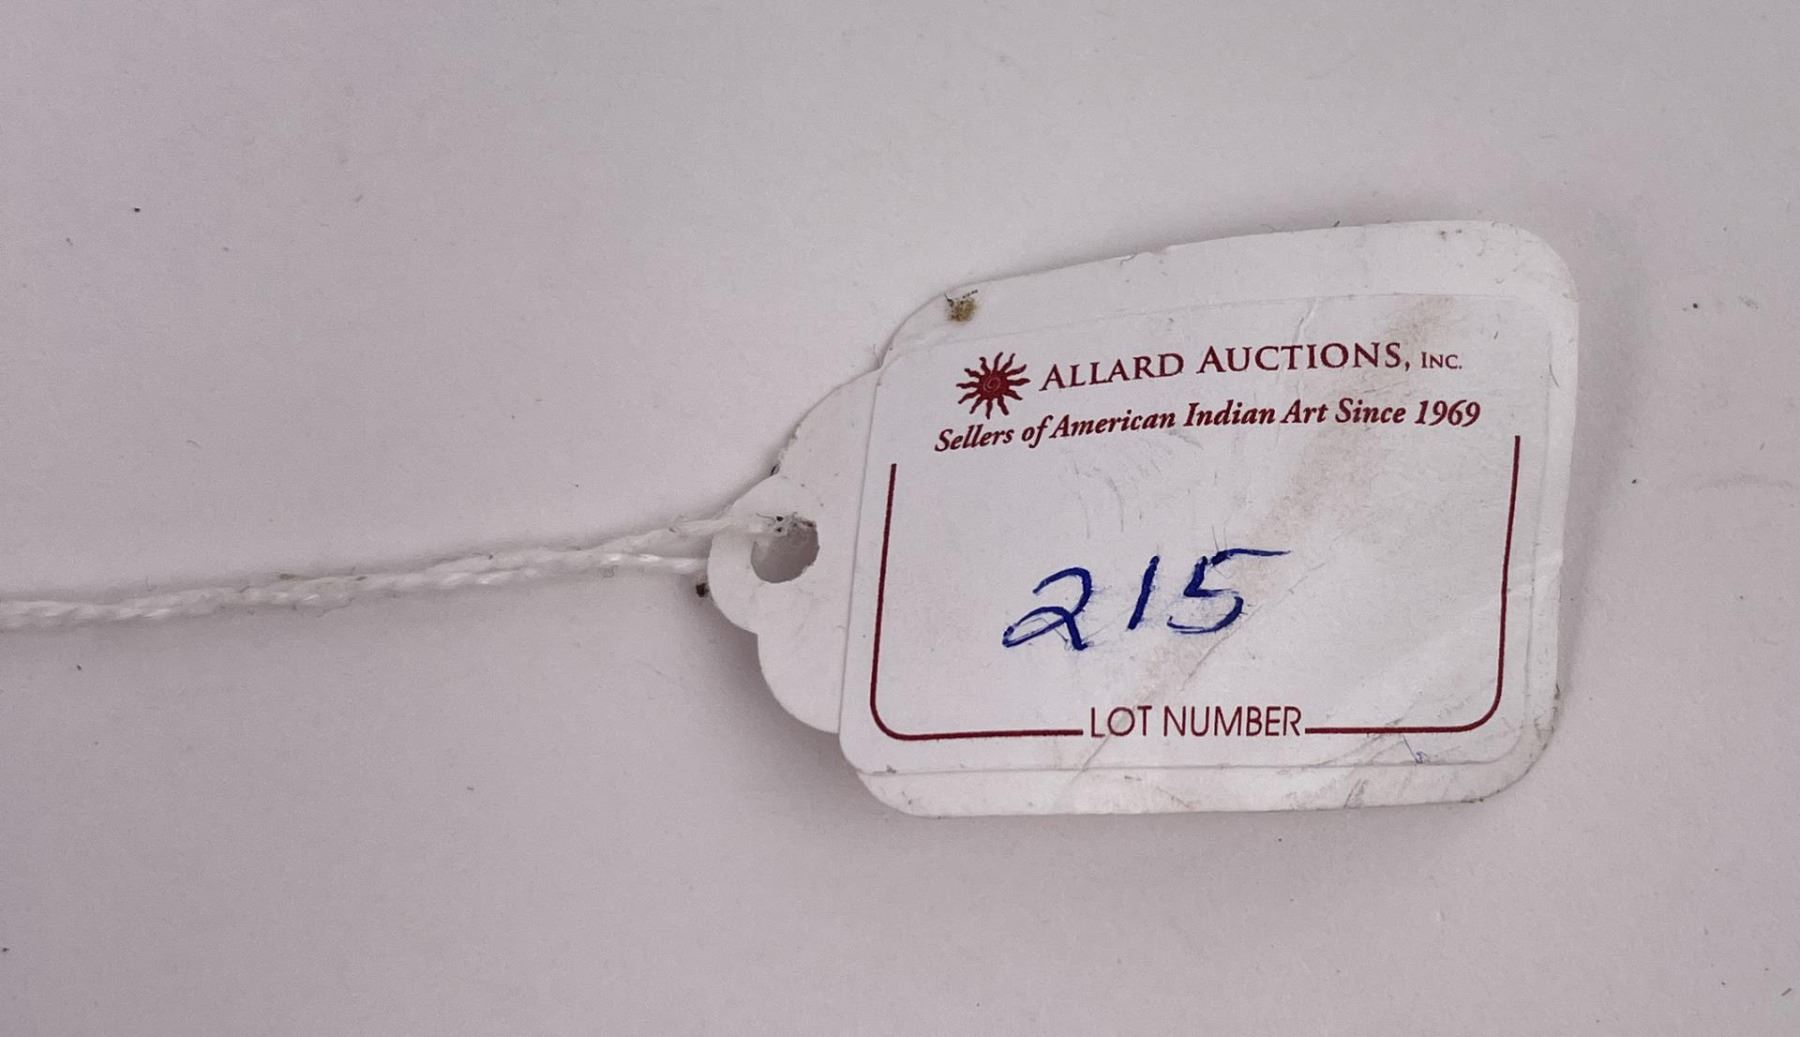 ALLARD AUCTIONS, INC.
Sellers of American Indian Art Since 1969
215
LOT NUMBER